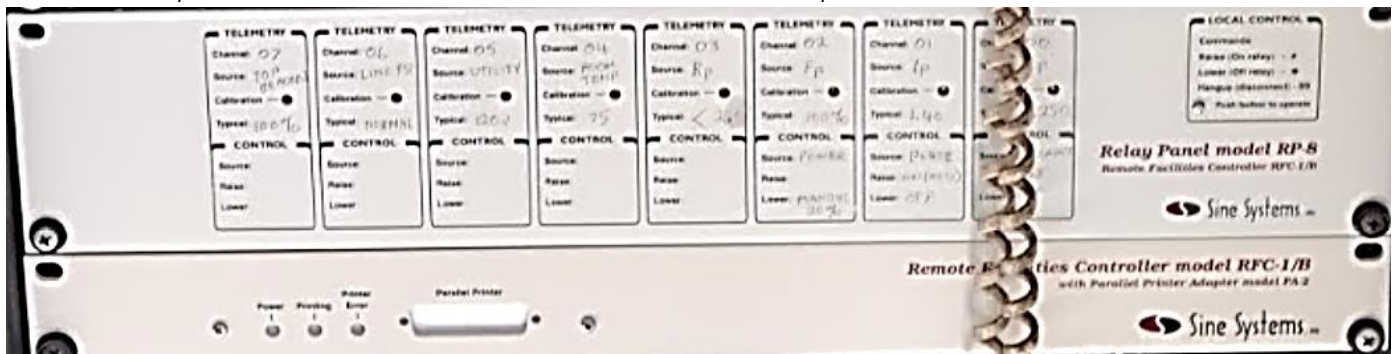 TELEMETRY TELEMETRY TELEMETRY TELEMETRY TELEMETRY TELEMETRY TELEMETRY
Channel: 07 Channel: 06 Channel: 05 Channel: 04 Channel: 03 Channel: 02 Channel: 01
Source: TOP Source: LINE PSI Source: UTILITY Source: ROOM TEMP Source: Rp Source: Fp Source: Ip
Calibration Calibration Calibration Calibration Calibration Calibration Calibration
Typical: 100% Typical: NORMAL Typical: 120V Typical: 75 Typical: Typical: 100% Typical: 1.40
CONTROL CONTROL CONTROL CONTROL CONTROL CONTROL CONTROL
Source: Source: Source: Source: Source: Source: POWER Source: POWER
Raise: Raise: Raise: Raise: Raise: Raise: Raise:
Lower: Lower: Lower: Lower: Lower: Lower: Lower: OFF
LOCAL CONTROL
Commands
Raise (On relay) - #
Lower (Off relay) - *
Hangup (disconnect) - 99
Push button to operate
Relay Panel model RP-8
Remote Facilities Controller RFC-1/B
Sine Systems
Remote ties Controller model RFC-1/B
with Parallel Printer Adapter model PA-2
Power Printing Printer Error Parallel Printer
Sine Systems